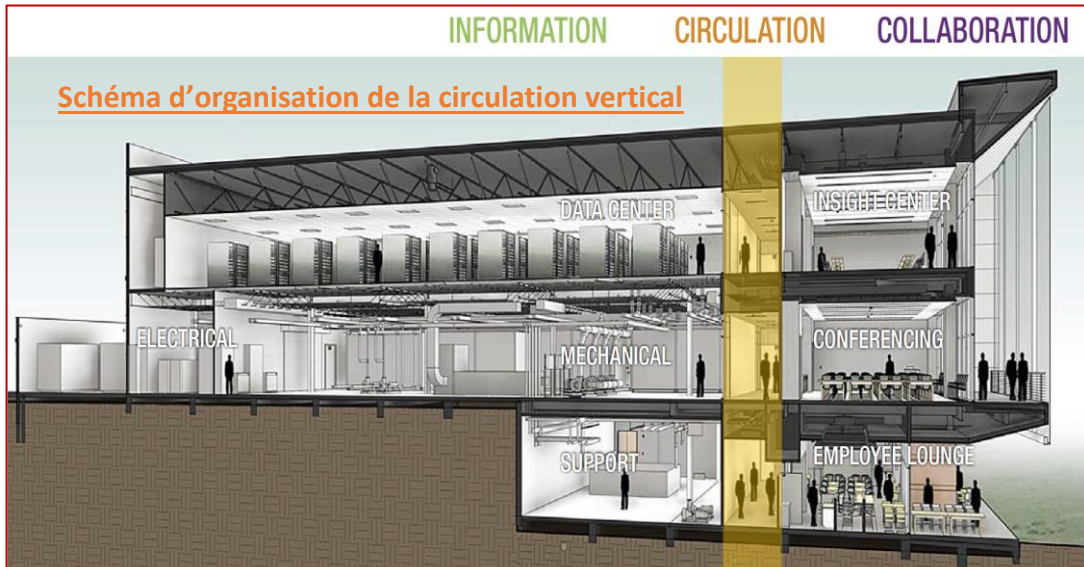 INFORMATION CIRCULATION COLLABORATION
Schéma d’organisation de la circulation vertical
DATA CENTER INSIGHT CENTER
ELECTRICAL MECHANICAL CONFERENCING
SUPPORT EMPLOYEE LOUNGE